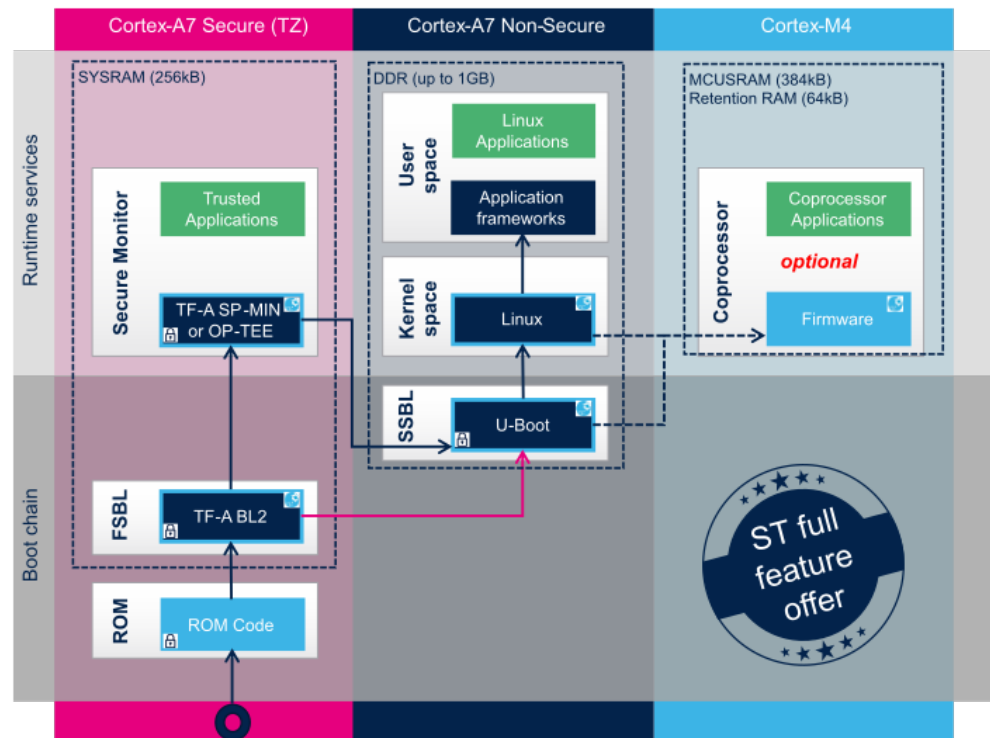 Cortex-A7 Secure (TZ)
Cortex-A7 Non-Secure
Cortex-M4
Runtime services
SYSRAM (256kB)
Secure Monitor
Trusted
Applications
TF-A SP-MIN
or OP-TEE
DDR (up to 1GB)
User
space
Linux
Applications
Application
frameworks
Kernel
space
Linux
MCUSRAM (384kB)
Retention RAM (64kB)
Coprocessor
Coprocessor
Applications
optional
Firmware
Boot chain
SSBL
U-Boot
FSBL
TF-A BL2
ROM
ROM Code
ST full
feature
offer